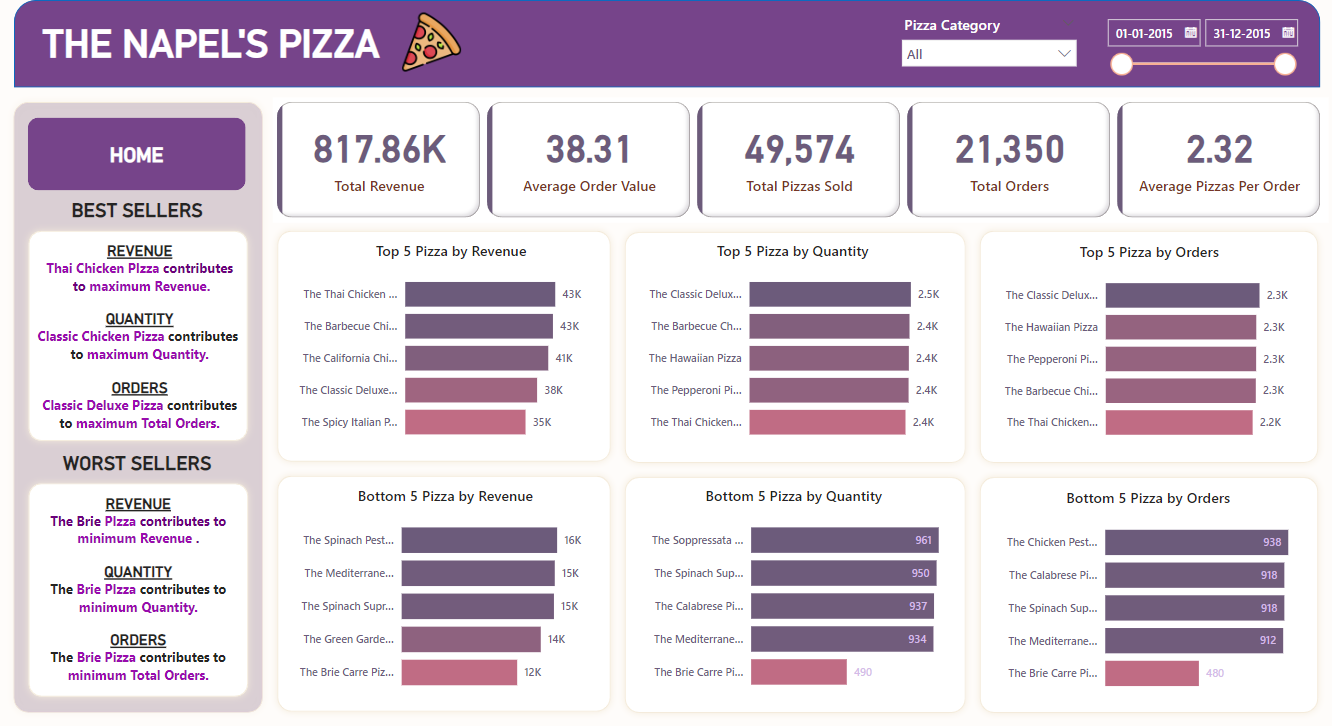 THE NAPEL'S PIZZA
Pizza Category
All
01-01-2015
31-12-2015
HOME
BEST SELLERS
REVENUE
Thai Chicken PIzza contributes
to maximum Revenue.
QUANTITY
Classic Chicken Pizza contributes
to maximum Quantity.
ORDERS
Classic Deluxe Pizza contributes
to maximum Total Orders.
WORST SELLERS
REVENUE
The Brie PIzza contributes to
minimum Revenue .
QUANTITY
The Brie PIzza contributes to
minimum Quantity.
ORDERS
The Brie Pizza contributes to
minimum Total Orders.
817.86K
Total Revenue
38.31
Average Order Value
49,574
Total Pizzas Sold
21,350
Total Orders
2.32
Average Pizzas Per Order
Top 5 Pizza by Revenue
The Thai Chicken ... 43K
The Barbecue Chi... 43K
The California Chi... 41K
The Classic Deluxe... 38K
The Spicy Italian P... 35K
Top 5 Pizza by Quantity
The Classic Delux... 2.5K
The Barbecue Ch... 2.4K
The Hawaiian Pizza 2.4K
The Pepperoni Pi... 2.4K
The Thai Chicken... 2.4K
Top 5 Pizza by Orders
The Classic Delux... 2.3K
The Hawaiian Pizza 2.3K
The Pepperoni Pi... 2.3K
The Barbecue Chi... 2.3K
The Thai Chicken... 2.2K
Bottom 5 Pizza by Revenue
The Spinach Pest... 16K
The Mediterrane... 15K
The Spinach Supr... 15K
The Green Garde... 14K
The Brie Carre Piz... 12K
Bottom 5 Pizza by Quantity
The Soppressata ... 961
The Spinach Sup... 950
The Calabrese Pi... 937
The Mediterrane... 934
The Brie Carre Pi... 490
Bottom 5 Pizza by Orders
The Chicken Pest... 938
The Calabrese Pi... 918
The Spinach Sup... 918
The Mediterrane... 912
The Brie Carre Pi... 480